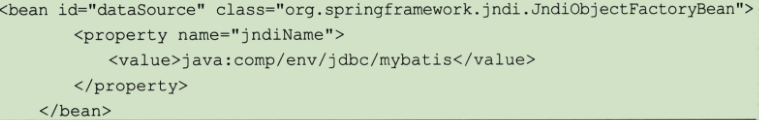 <bean id="dataSource" class="org.springframework.jndi.JndiObjectFactoryBean">
<property name="jndiName">
<value>java:comp/env/jdbc/mybatis</value>
</property>
</bean>